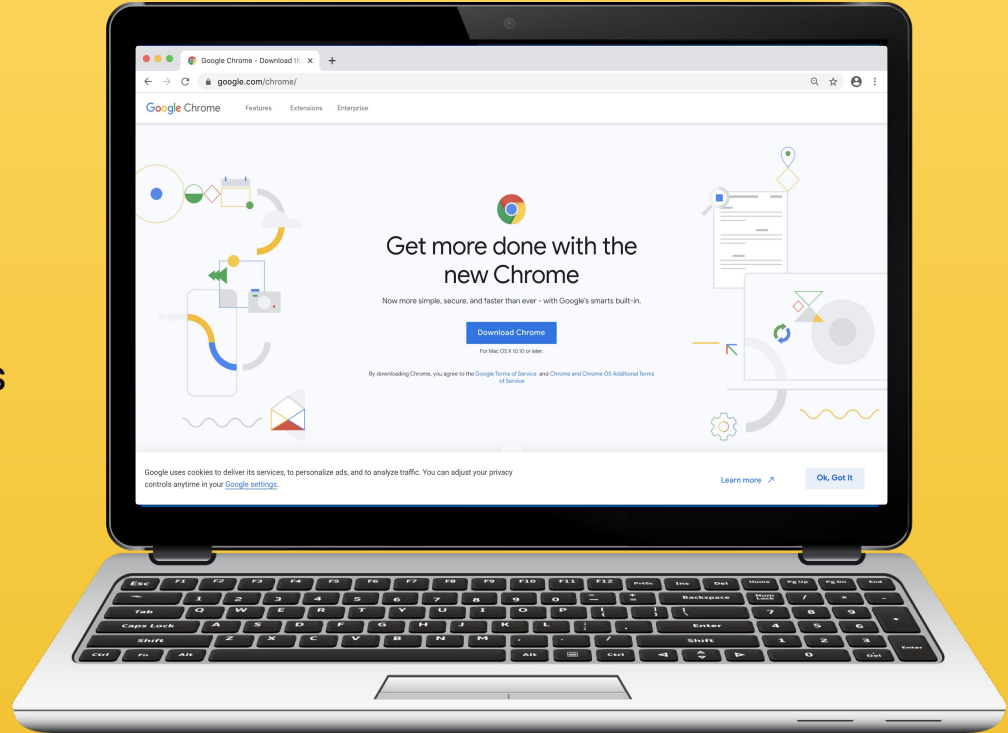 Google Chrome - Download th
google.com/chrome/
Google Chrome Features Extensions Enterprise
Get more done with the
new Chrome
Now more simple, secure, and faster than ever - with Google's smarts built-in.
Download Chrome
For Mac OS X 10.10 or later.
By downloading Chrome, you agree to the Google Terms of Service and Chrome and Chrome OS Additional Terms
of Service
Google uses cookies to deliver its services, to personalize ads, and to analyze traffic. You can adjust your privacy
controls anytime in your Google settings.
Learn more Ok, Got It
s
Esc F1 F2 F3 F4 F5 F6 F7 F8 F9 F10 F11 F12 PrtSc Ins Del Home Pg Up Pg Dn End
1 2 3 4 5 6 7 8 9 0 - = Backspace Num Lock / * -
Tab Q W E R T Y U I O P [ ] \ 7 8 9 +
Caps Lock A S D F G H J K L ; Enter 4 5 6
Shift Z X C V B N M , . / Shift 1 2 3 Enter
Ctrl Fn Alt Alt Ctrl 0 Del